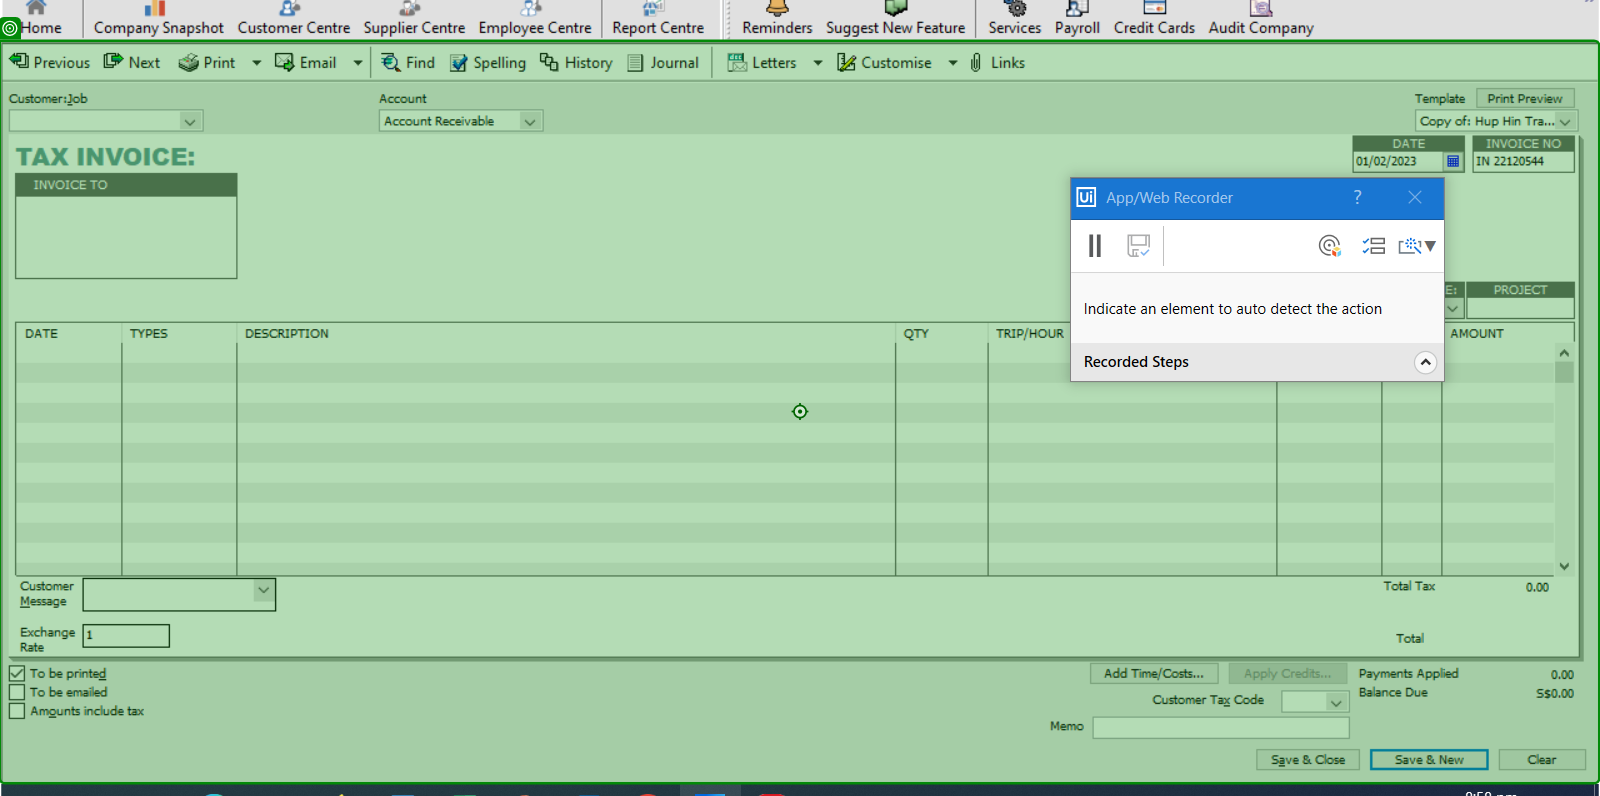 Home Company Snapshot Customer Centre Supplier Centre Employee Centre Report Centre Reminders Suggest New Feature Services Payroll Credit Cards Audit Company
Previous Next Print Email Find Spelling History Journal Letters Customise Links
Customer:Job Account Template Print Preview
Account Receivable Copy of: Hup Hin Tra...
TAX INVOICE: DATE INVOICE NO
01/02/2023 IN 22120544
INVOICE TO
Ui App/Web Recorder ?
Indicate an element to auto detect the action
Recorded Steps
E: PROJECT
DATE TYPES DESCRIPTION QTY TRIP/HOUR AMOUNT
Customer Message
Total Tax 0.00
Exchange Rate 1
Total
To be printed
To be emailed
Amounts include tax
Add Time/Costs... Apply Credits... Payments Applied 0.00
Customer Tax Code Balance Due S$0.00
Memo
Save & Close Save & New Clear